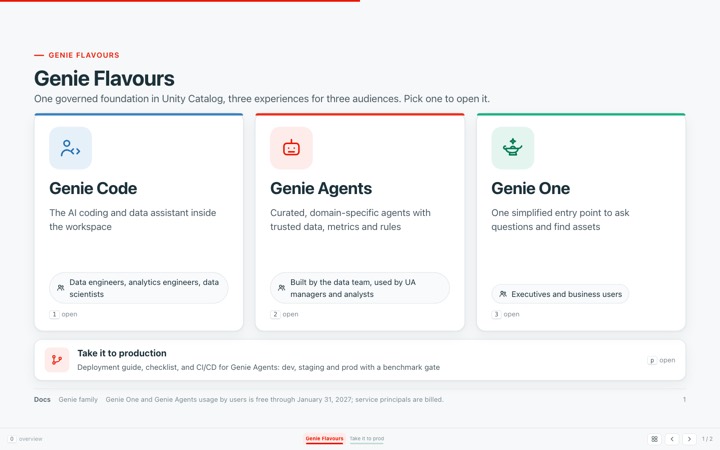 GENIE FLAVOURS
Genie Flavours
One governed foundation in Unity Catalog, three experiences for three audiences. Pick one to open it.
Genie Code
The AI coding and data assistant inside
the workspace
Data engineers, analytics engineers, data
scientists
1 open
Genie Agents
Curated, domain-specific agents with
trusted data, metrics and rules
Built by the data team, used by UA
managers and analysts
2 open
Genie One
One simplified entry point to ask
questions and find assets
Executives and business users
3 open
Take it to production
Deployment guide, checklist, and CI/CD for Genie Agents: dev, staging and prod with a benchmark gate
p open
Docs Genie family Genie One and Genie Agents usage by users is free through January 31, 2027; service principals are billed. 1
0 overview
Genie Flavours Take it to prod
1 / 2